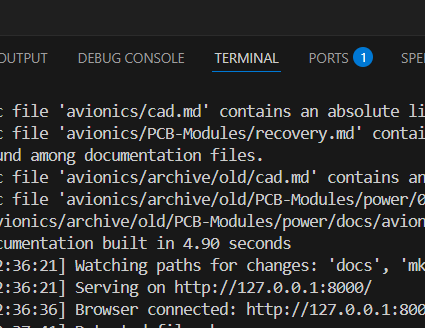 OUTPUT DEBUG CONSOLE TERMINAL PORTS 1 SPE
c file 'avionics/cad.md' contains an absolute li
c file 'avionics/PCB-Modules/recovery.md' contai
und among documentation files.
c file 'avionics/archive/old/cad.md' contains an
c file 'avionics/archive/old/PCB-Modules/power/0
vionics/archive/old/PCB-Modules/power/docs/avion
cumentation built in 4.90 seconds
2:36:21] Watching paths for changes: 'docs', 'mk
2:36:21] Serving on http://127.0.0.1:8000/
2:36:36] Browser connected: http://127.0.0.1:800